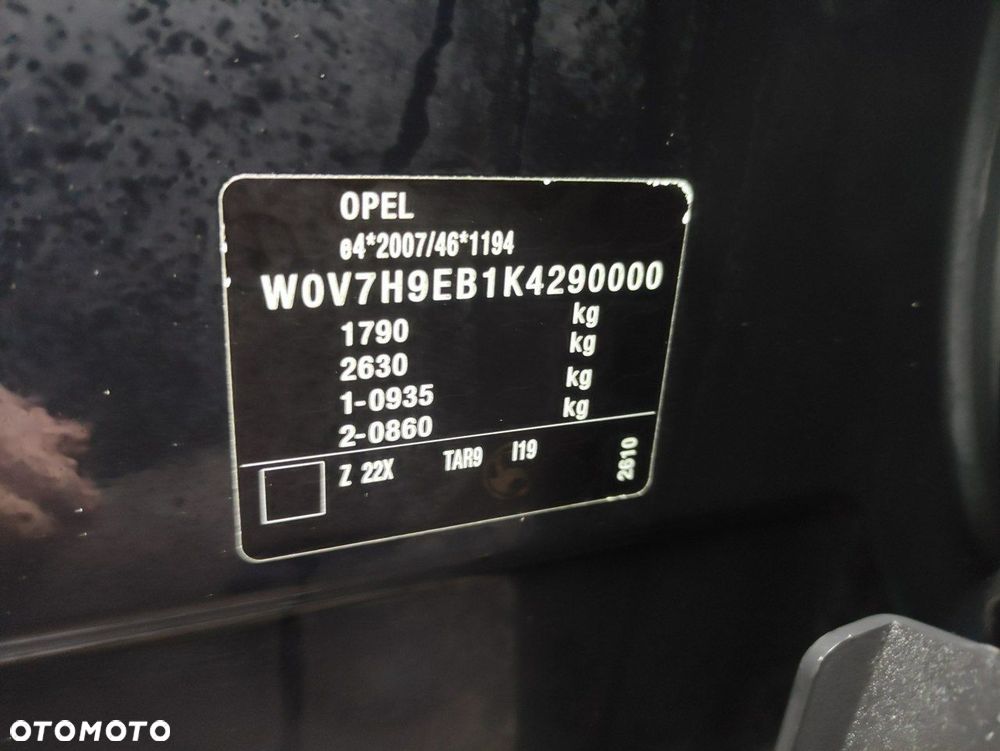 OPEL
e4*2007/46*1194
W0V7H9EB1K4290000
1790 kg
2630 kg
1-0935 kg
2-0860 kg
Z 22X TAR9 I19
2610
OTOMOTO